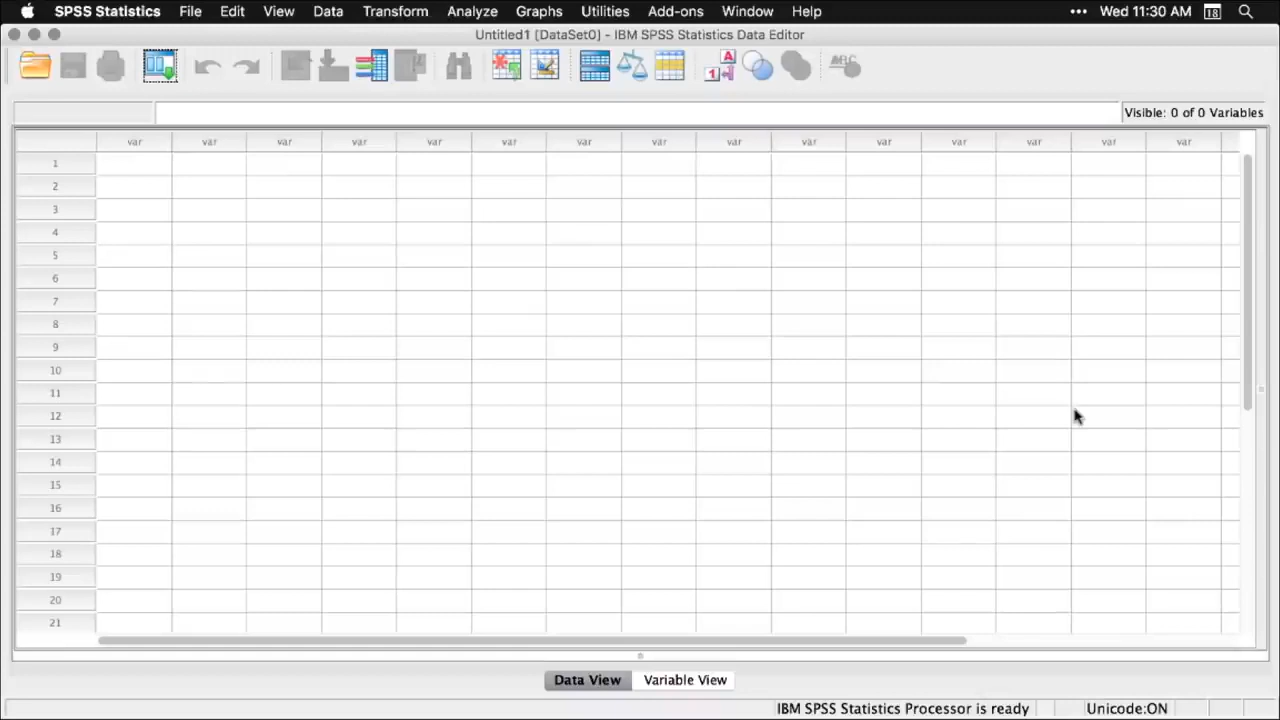 SPSS Statistics File Edit View Data Transform Analyze Graphs Utilities Add-ons Window Help ••• Wed 11:30 AM 18
Untitled1 [DataSet0] - IBM SPSS Statistics Data Editor
1 A
ABC
Visible: 0 of 0 Variables
var var var var var var var var var var var var var var var
1
2
3
4
5
6
7
8
9
10
11
12
13
14
15
16
17
18
19
20
21
Data View Variable View
IBM SPSS Statistics Processor is ready Unicode:ON